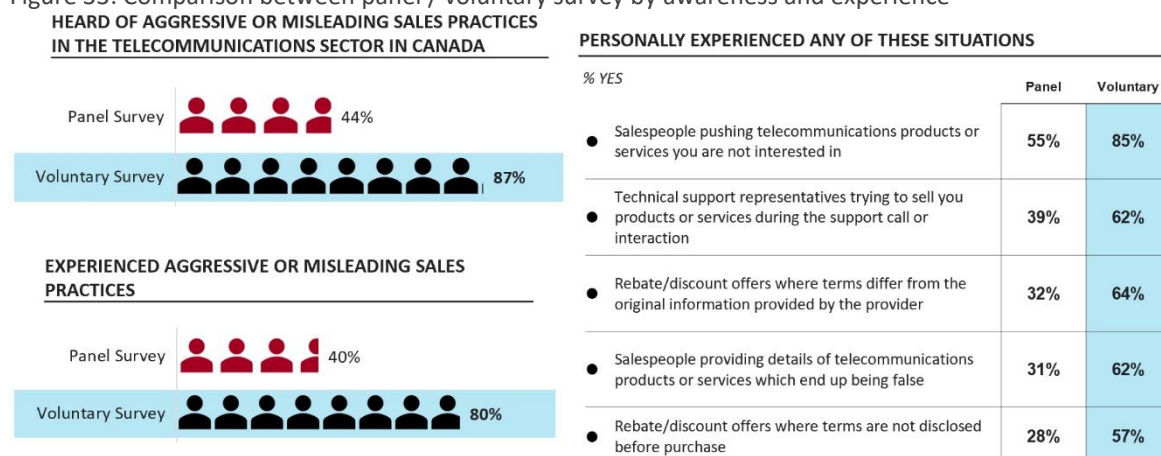 Figure 35: Comparison between panel / voluntary survey by awareness and experience
HEARD OF AGGRESSIVE OR MISLEADING SALES PRACTICES
IN THE TELECOMMUNICATIONS SECTOR IN CANADA
Panel Survey 44%
Voluntary Survey 87%
EXPERIENCED AGGRESSIVE OR MISLEADING SALES
PRACTICES
Panel Survey 40%
Voluntary Survey 80%
PERSONALLY EXPERIENCED ANY OF THESE SITUATIONS
% YES
Panel Voluntary
Salespeople pushing telecommunications products or
services you are not interested in
55% 85%
Technical support representatives trying to sell you
products or services during the support call or
interaction
39% 62%
Rebate/discount offers where terms differ from the
original information provided by the provider
32% 64%
Salespeople providing details of telecommunications
products or services which end up being false
31% 62%
Rebate/discount offers where terms are not disclosed
before purchase
28% 57%